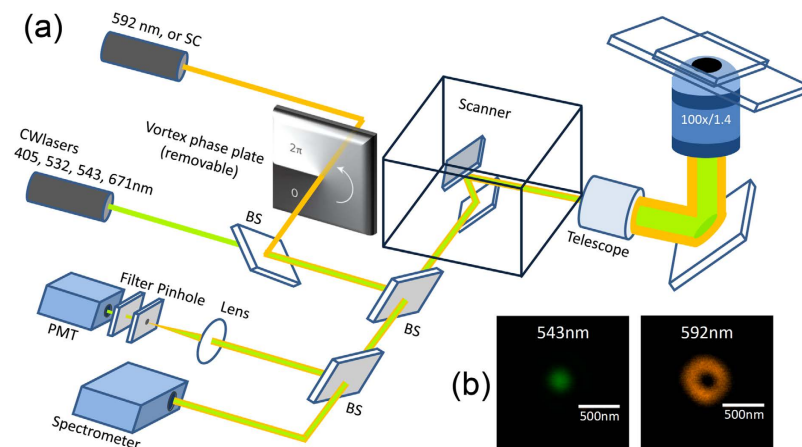 (a)
592 nm, or SC
Scanner
100x/1.4
Vortex phase plate
(removable)
2π
0
CWlasers
405, 532, 543, 671nm
BS
Telescope
Filter Pinhole
Lens
PMT
BS
BS
Spectrometer
(b)
543nm
500nm
592nm
500nm